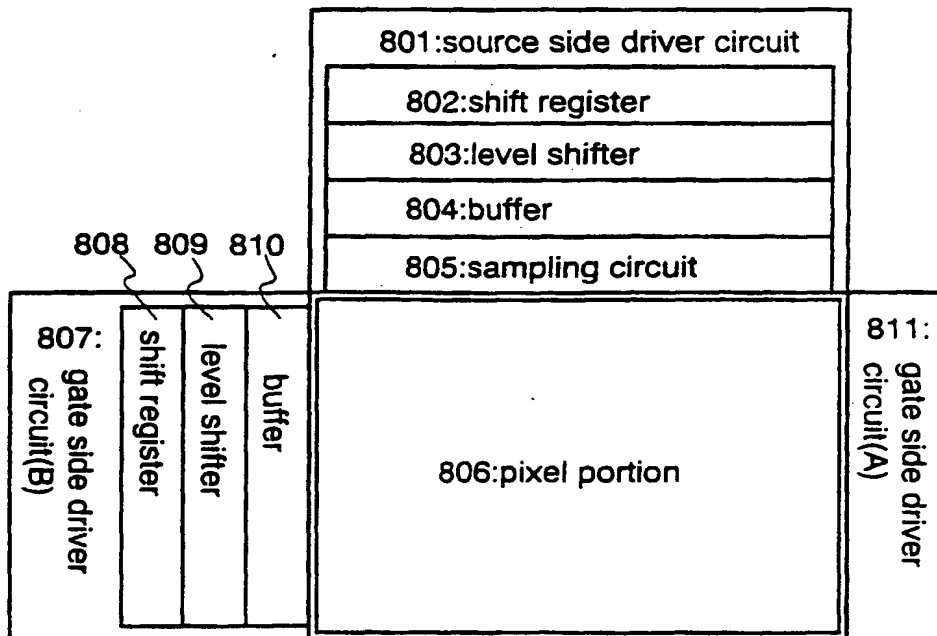 801:source side driver circuit
802:shift register
803:level shifter
804:buffer
805:sampling circuit
808 809 810
807:
gate side driver
circuit(B)
shift register
level shifter
buffer
806:pixel portion
811:
gate side driver
circuit(A)